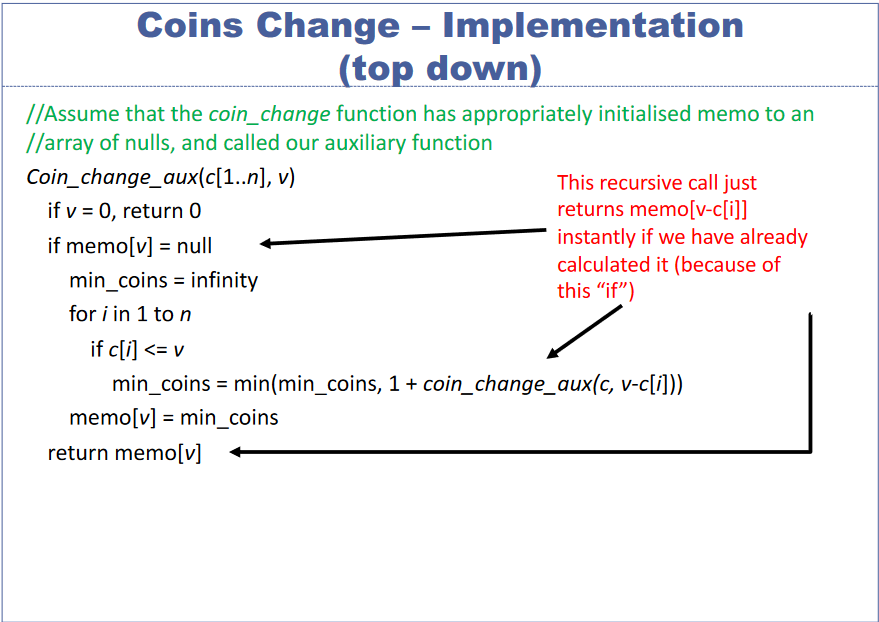 Coins Change – Implementation
(top down)
//Assume that the coin_change function has appropriately initialised memo to an
//array of nulls, and called our auxiliary function
Coin_change_aux(c[1..n], v)
if v = 0, return 0
if memo[v] = null
min_coins = infinity
for i in 1 to n
if c[i] <= v
min_coins = min(min_coins, 1 + coin_change_aux(c, v-c[i]))
memo[v] = min_coins
return memo[v]
This recursive call just
returns memo[v-c[i]]
instantly if we have already
calculated it (because of
this “if”)